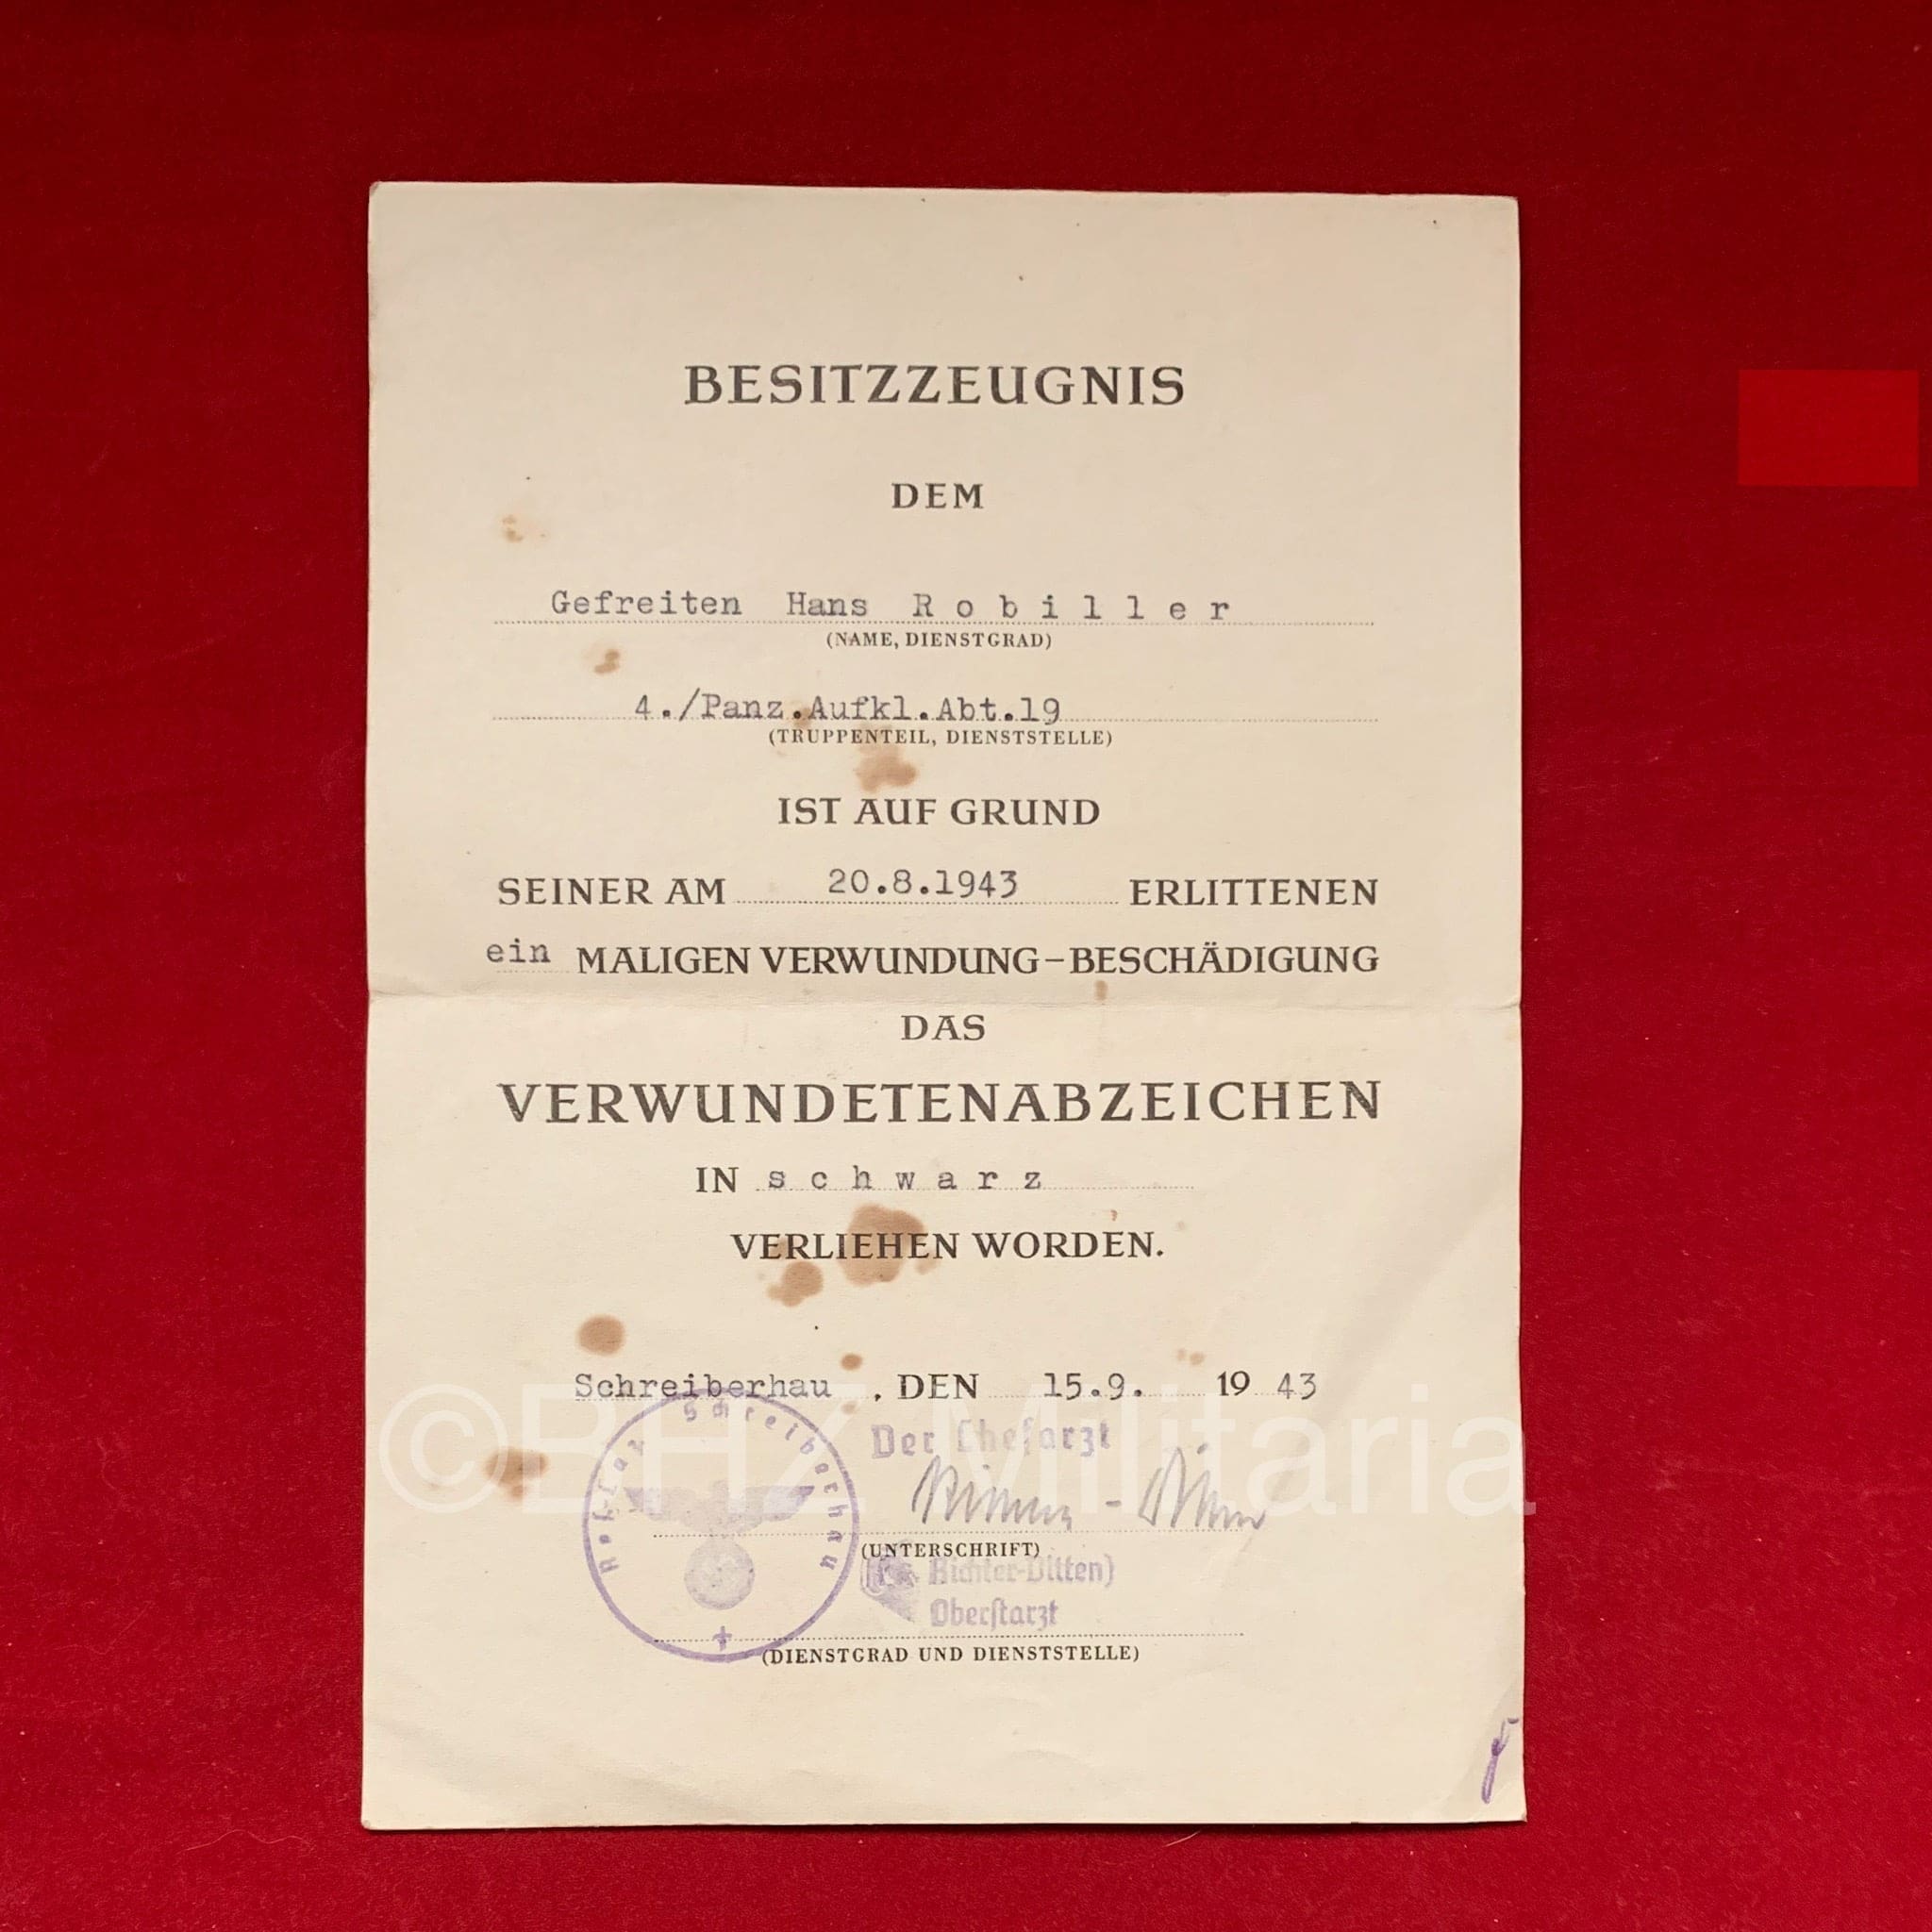 BESITZZEUGNIS
DEM
Gefreiten Hans Robiller
(NAME, DIENSTGRAD)
4./Panz.Aufkl.Abt.19
(TRUPPENTEIL, DIENSTSTELLE)
IST AUF GRUND
SEINER AM 20.8.1943 ERLITTENEN
ein MALIGEN VERWUNDUNG–BESCHÄDIGUNG
DAS
VERWUNDETENABZEICHEN
IN schwarz
VERLIEHEN WORDEN.
Schreiberhau, DEN 15.9. 1943
Schreiberhau
Der Chefarzt
©BHZ Militaria
(UNTERSCHRIFT)
Oberstarzt
(DIENSTGRAD UND DIENSTSTELLE)